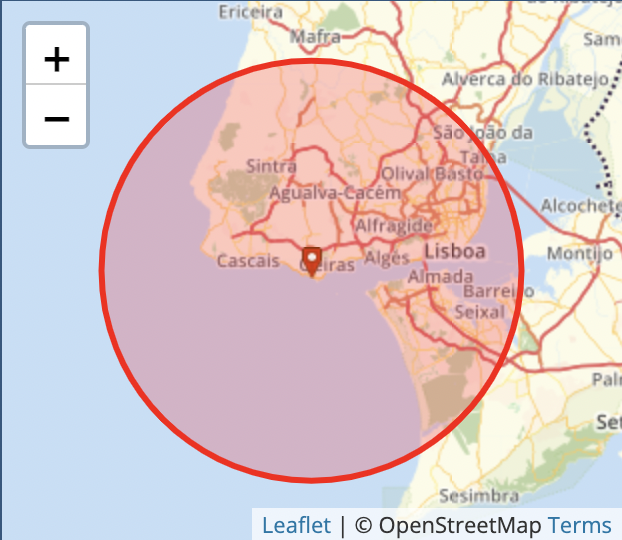 Ericeira
Mafra
Sam
Alverca do Ribatejo
+
−
São João da
Talha
Sintra
Olival Basto
Agualva-Cacém
Alcochete
Alfragide
Lisboa
Montijo
Cascais
Oeiras
Algés
Almada
Barreiro
Seixal
Pal
Set
Sesimbra
Leaflet | © OpenStreetMap Terms